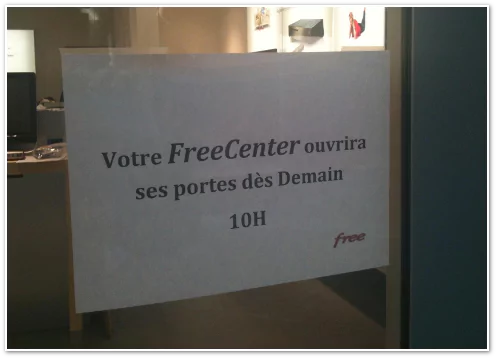 Votre FreeCenter ouvrira
ses portes dès Demain
10H
free